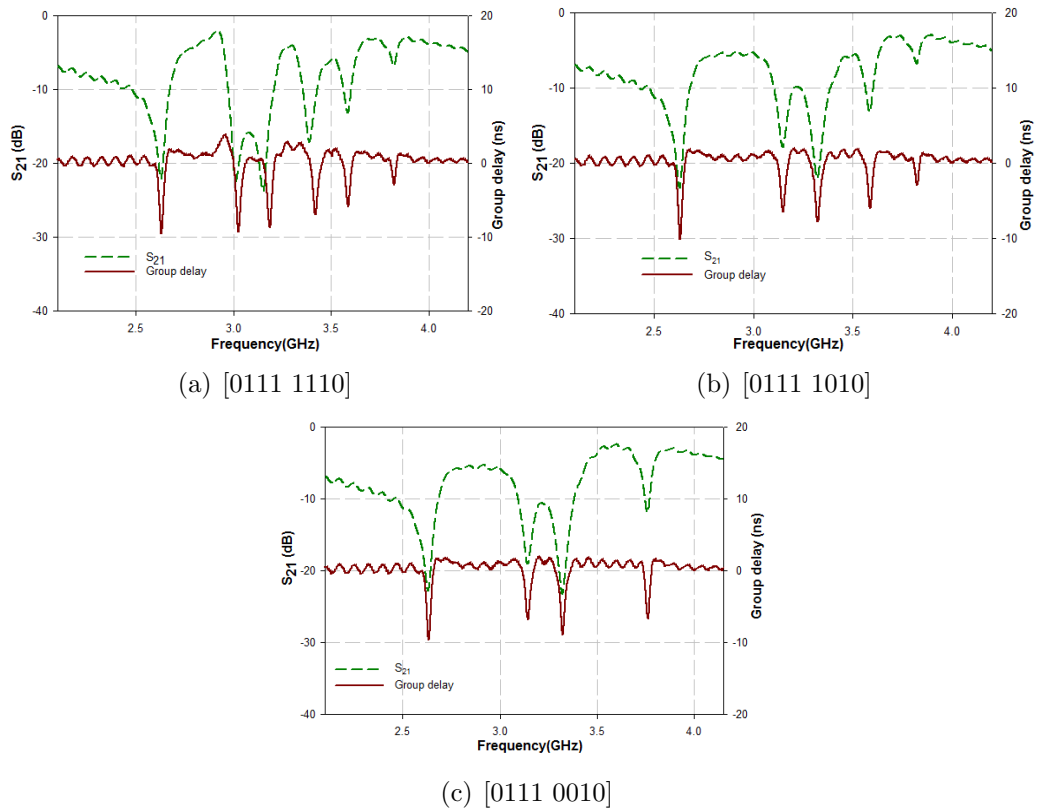 0
-10
-20
-30
-40
S21 (dB)
20
10
0
-10
-20
Group delay (ns)
S21
Group delay
2.5 3.0 3.5 4.0
Frequency(GHz)
(a) [0111 1110]
0
-10
-20
-30
-40
S21 (dB)
20
10
0
-10
-20
Group delay (ns)
S21
Group delay
2.5 3.0 3.5 4.0
Frequency(GHz)
(b) [0111 1010]
0
-10
-20
-30
-40
S21 (dB)
20
10
0
-10
-20
Group delay (ns)
S21
Group delay
2.5 3.0 3.5 4.0
Frequency(GHz)
(c) [0111 0010]